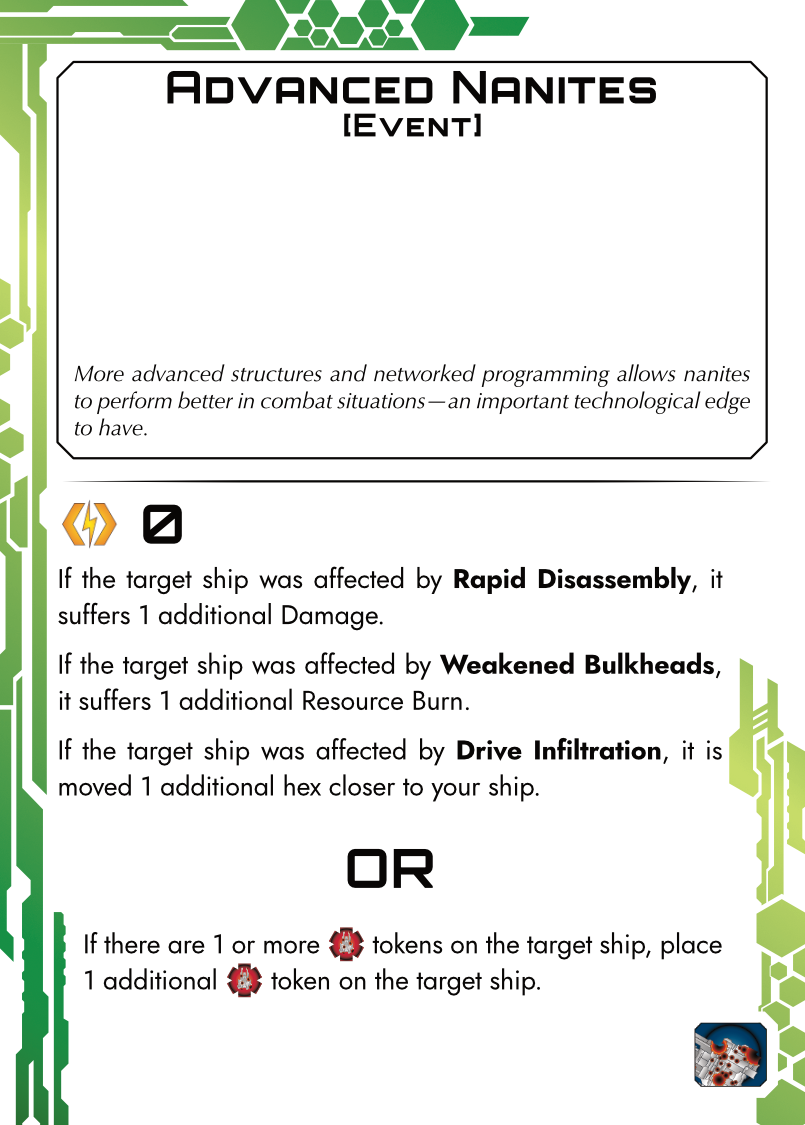 Advanced Nanites
[Event]
More advanced structures and networked programming allows nanites
to perform better in combat situations—an important technological edge
to have.
0
If the target ship was affected by Rapid Disassembly, it
suffers 1 additional Damage.
If the target ship was affected by Weakened Bulkheads,
it suffers 1 additional Resource Burn.
If the target ship was affected by Drive Infiltration, it is
moved 1 additional hex closer to your ship.
OR
If there are 1 or more tokens on the target ship, place
1 additional token on the target ship.